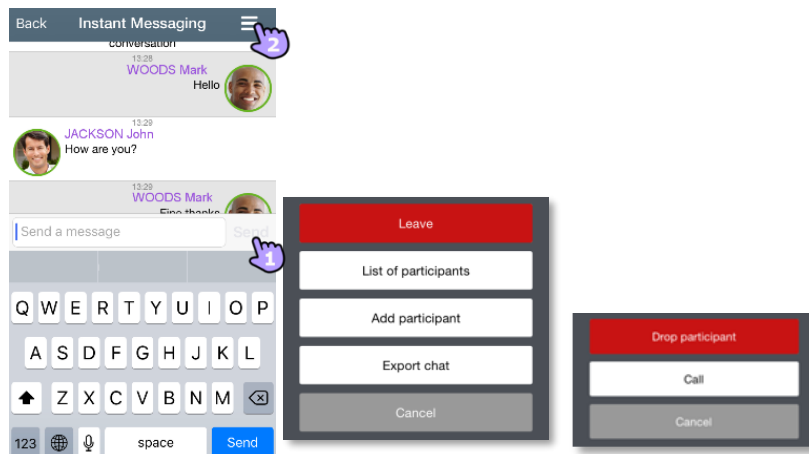 Back Instant Messaging
2
conversation
13:28
WOODS Mark
Hello
13:29
JACKSON John
How are you?
13:29
WOODS Mark
Fine thanks
Send a message Send
1
Q W E R T Y U I O P
A S D F G H J K L
Z X C V B N M
123 space Send
Leave
List of participants
Add participant
Export chat
Cancel
Drop participant
Call
Cancel